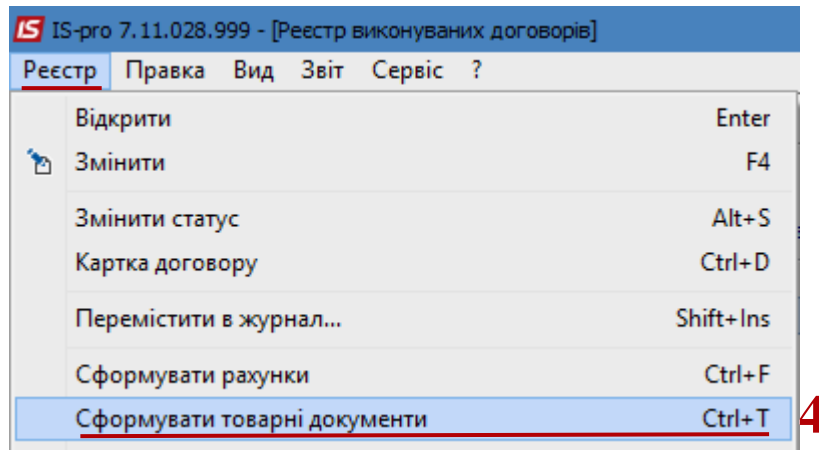 IS IS-pro 7.11.028.999 - [Реєстр виконуваних договорів]
Реєстр Правка Вид Звіт Сервіс ?
Відкрити Enter
Змінити F4
Змінити статус Alt+S
Картка договору Ctrl+D
Перемістити в журнал... Shift+Ins
Сформувати рахунки Ctrl+F
Сформувати товарні документи Ctrl+T 4